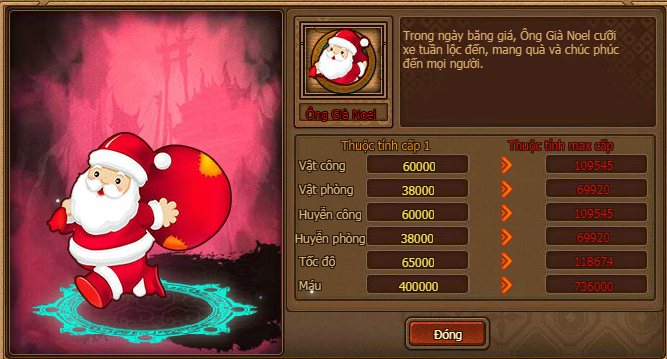 Trong ngày băng giá, Ông Già Noel cưỡi
xe tuần lộc đến, mang quà và chúc phúc
đến mọi người.
Ông Già Noel
Thuộc tính cấp 1 Thuộc tính max cấp
Vật công 60000 109545
Vật phòng 38000 69920
Huyễn công 60000 109545
Huyễn phòng 38000 69920
Tốc độ 65000 118674
Máu 400000 736000
Đóng